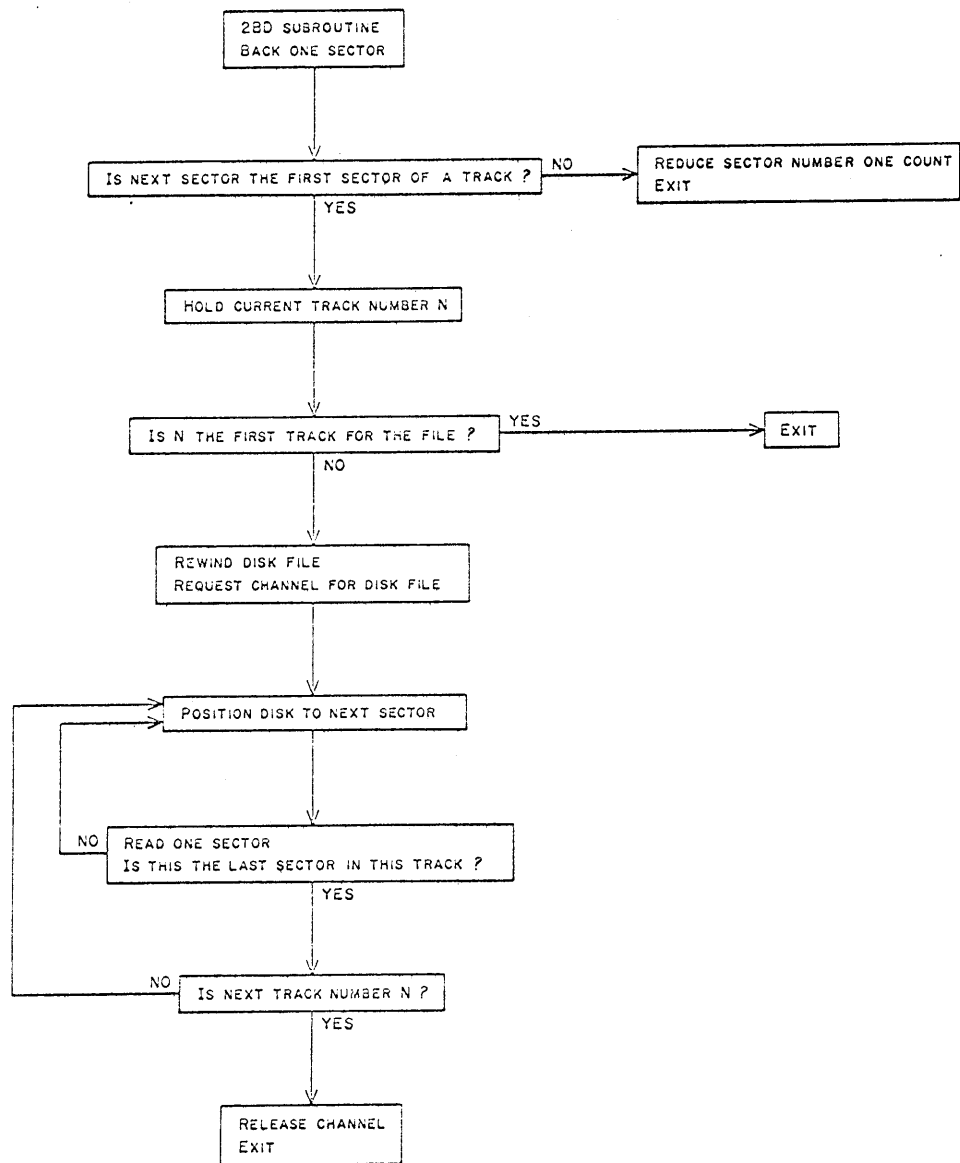 2BD SUBROUTINE
BACK ONE SECTOR
IS NEXT SECTOR THE FIRST SECTOR OF A TRACK ?
NO
REDUCE SECTOR NUMBER ONE COUNT
EXIT
YES
HOLD CURRENT TRACK NUMBER N
IS N THE FIRST TRACK FOR THE FILE ?
YES
EXIT
NO
REWIND DISK FILE
REQUEST CHANNEL FOR DISK FILE
POSITION DISK TO NEXT SECTOR
NO
READ ONE SECTOR
IS THIS THE LAST SECTOR IN THIS TRACK ?
YES
NO
IS NEXT TRACK NUMBER N ?
YES
RELEASE CHANNEL
EXIT